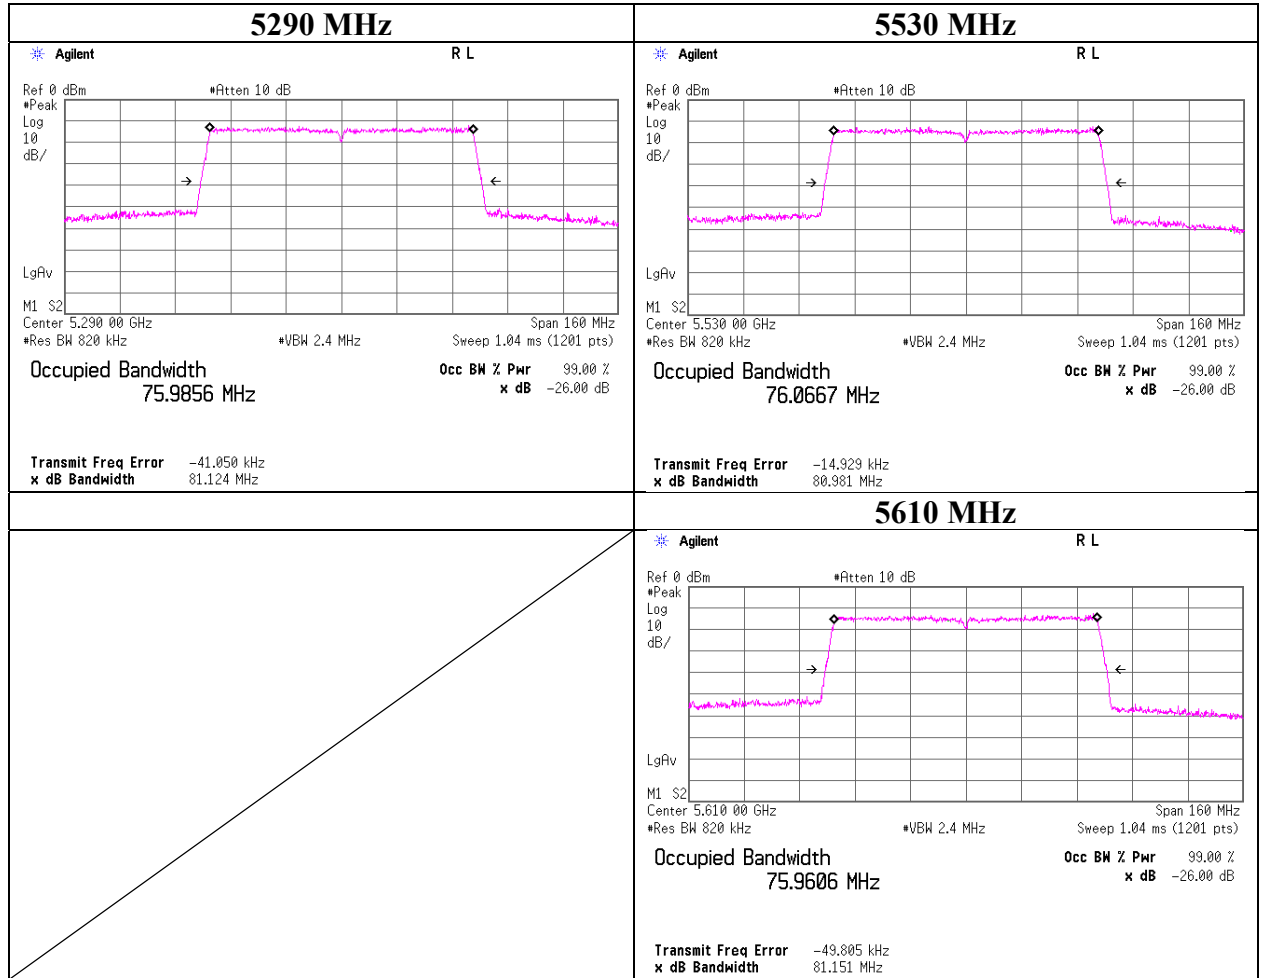 5290 MHz
Agilent
R L
Ref 0 dBm
#Atten 10 dB
#Peak
Log
10
dB/
LgAv
M1 S2
Center 5.290 00 GHz
Span 160 MHz
#Res BW 820 kHz
#VBW 2.4 MHz
Sweep 1.04 ms (1201 pts)
Occupied Bandwidth
75.9856 MHz
Occ BW % Pwr 99.00 %
x dB -26.00 dB
Transmit Freq Error -41.050 kHz
x dB Bandwidth 81.124 MHz
5530 MHz
Agilent
R L
Ref 0 dBm
#Atten 10 dB
#Peak
Log
10
dB/
LgAv
M1 S2
Center 5.530 00 GHz
Span 160 MHz
#Res BW 820 kHz
#VBW 2.4 MHz
Sweep 1.04 ms (1201 pts)
Occupied Bandwidth
76.0667 MHz
Occ BW % Pwr 99.00 %
x dB -26.00 dB
Transmit Freq Error -14.929 kHz
x dB Bandwidth 80.981 MHz
5610 MHz
Agilent
R L
Ref 0 dBm
#Atten 10 dB
#Peak
Log
10
dB/
LgAv
M1 S2
Center 5.610 00 GHz
Span 160 MHz
#Res BW 820 kHz
#VBW 2.4 MHz
Sweep 1.04 ms (1201 pts)
Occupied Bandwidth
75.9606 MHz
Occ BW % Pwr 99.00 %
x dB -26.00 dB
Transmit Freq Error -49.805 kHz
x dB Bandwidth 81.151 MHz